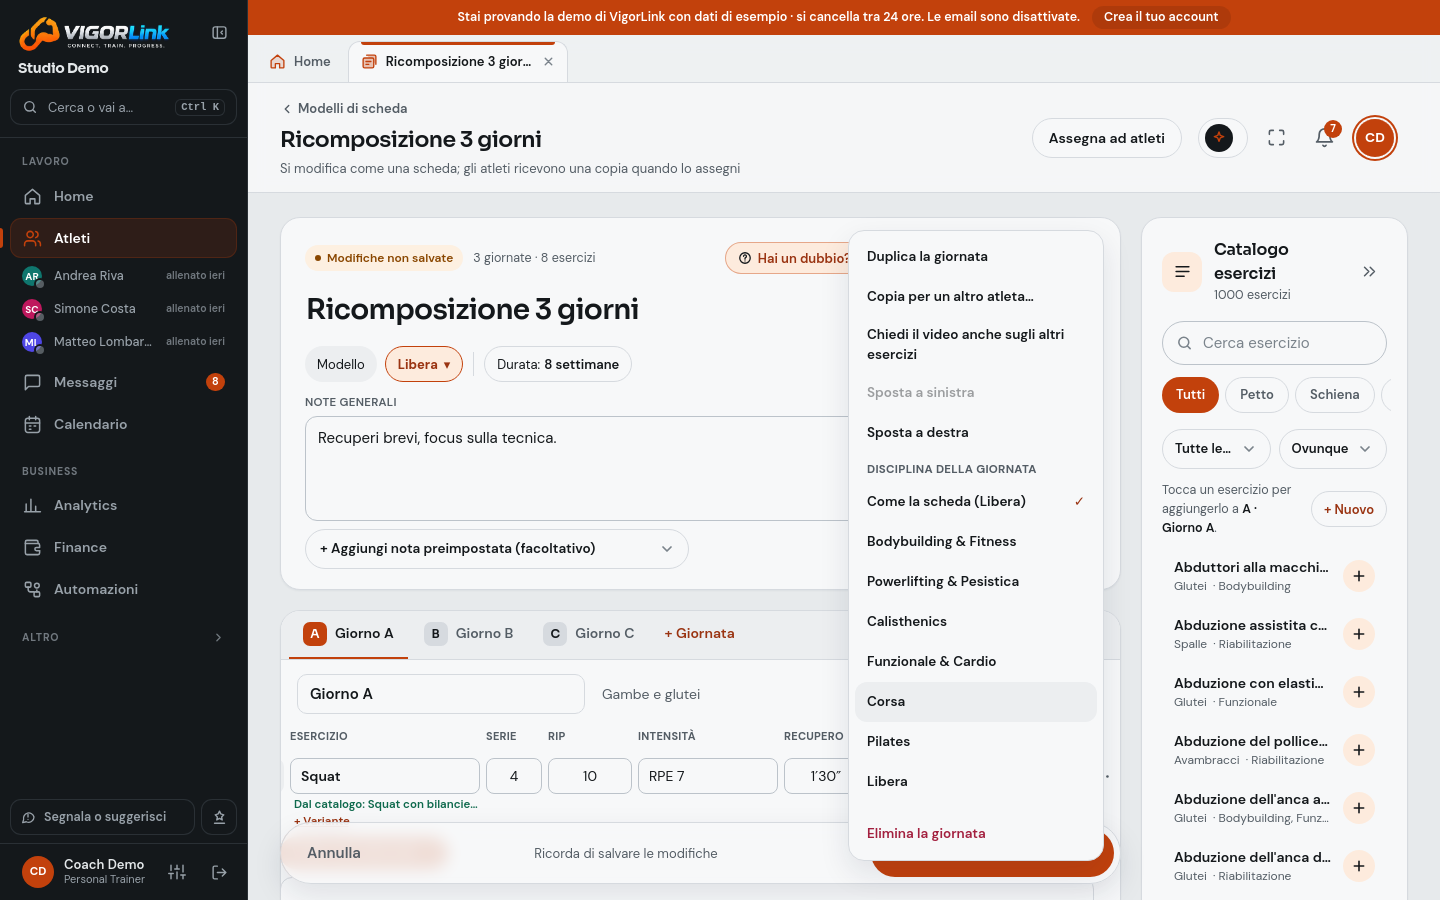 Stai provando la demo di VigorLink con dati di esempio · si cancella tra 24 ore. Le email sono disattivate.
Crea il tuo account
VIGORLink
CONNECT. TRAIN. PROGRESS.
Studio Demo
Cerca o vai a...
Ctrl K
LAVORO
Home
Atleti
AR Andrea Riva allenato ieri
SC Simone Costa allenato ieri
ML Matteo Lombar... allenato ieri
Messaggi 8
Calendario
BUSINESS
Analytics
Finance
Automazioni
ALTRO
Segnala o suggerisci
CD Coach Demo
Personal Trainer
Home
Ricomposizione 3 gior...
Modelli di scheda
Ricomposizione 3 giorni
Si modifica come una scheda; gli atleti ricevono una copia quando lo assegni
Assegna ad atleti
7
CD
Modifiche non salvate
3 giornate · 8 esercizi
Hai un dubbio?
Ricomposizione 3 giorni
Modello
Libera ▾
Durata: 8 settimane
NOTE GENERALI
Recuperi brevi, focus sulla tecnica.
+ Aggiungi nota preimpostata (facoltativo)
A Giorno A
B Giorno B
C Giorno C
+ Giornata
Giorno A
Gambe e glutei
ESERCIZIO SERIE RIP INTENSITÀ RECUPERO
Squat 4 10 RPE 7 1'30"
Dal catalogo: Squat con bilancie...
+ Variante
Annulla
Ricorda di salvare le modifiche
Duplica la giornata
Copia per un altro atleta...
Chiedi il video anche sugli altri
esercizi
Sposta a sinistra
Sposta a destra
DISCIPLINA DELLA GIORNATA
Come la scheda (Libera) ✓
Bodybuilding & Fitness
Powerlifting & Pesistica
Calisthenics
Funzionale & Cardio
Corsa
Pilates
Libera
Elimina la giornata
Catalogo
esercizi
1000 esercizi
Cerca esercizio
Tutti
Petto
Schiena
Tutte le...
Ovunque
Tocca un esercizio per
aggiungerlo a A ·
Giorno A.
+ Nuovo
Abduttori alla macchi...
Glutei · Bodybuilding
Abduzione assistita c...
Spalle · Riabilitazione
Abduzione con elasti...
Glutei · Funzionale
Abduzione del pollice...
Avambracci · Riabilitazione
Abduzione dell'anca a...
Glutei · Bodybuilding, Funz...
Abduzione dell'anca d...
Glutei · Riabilitazione